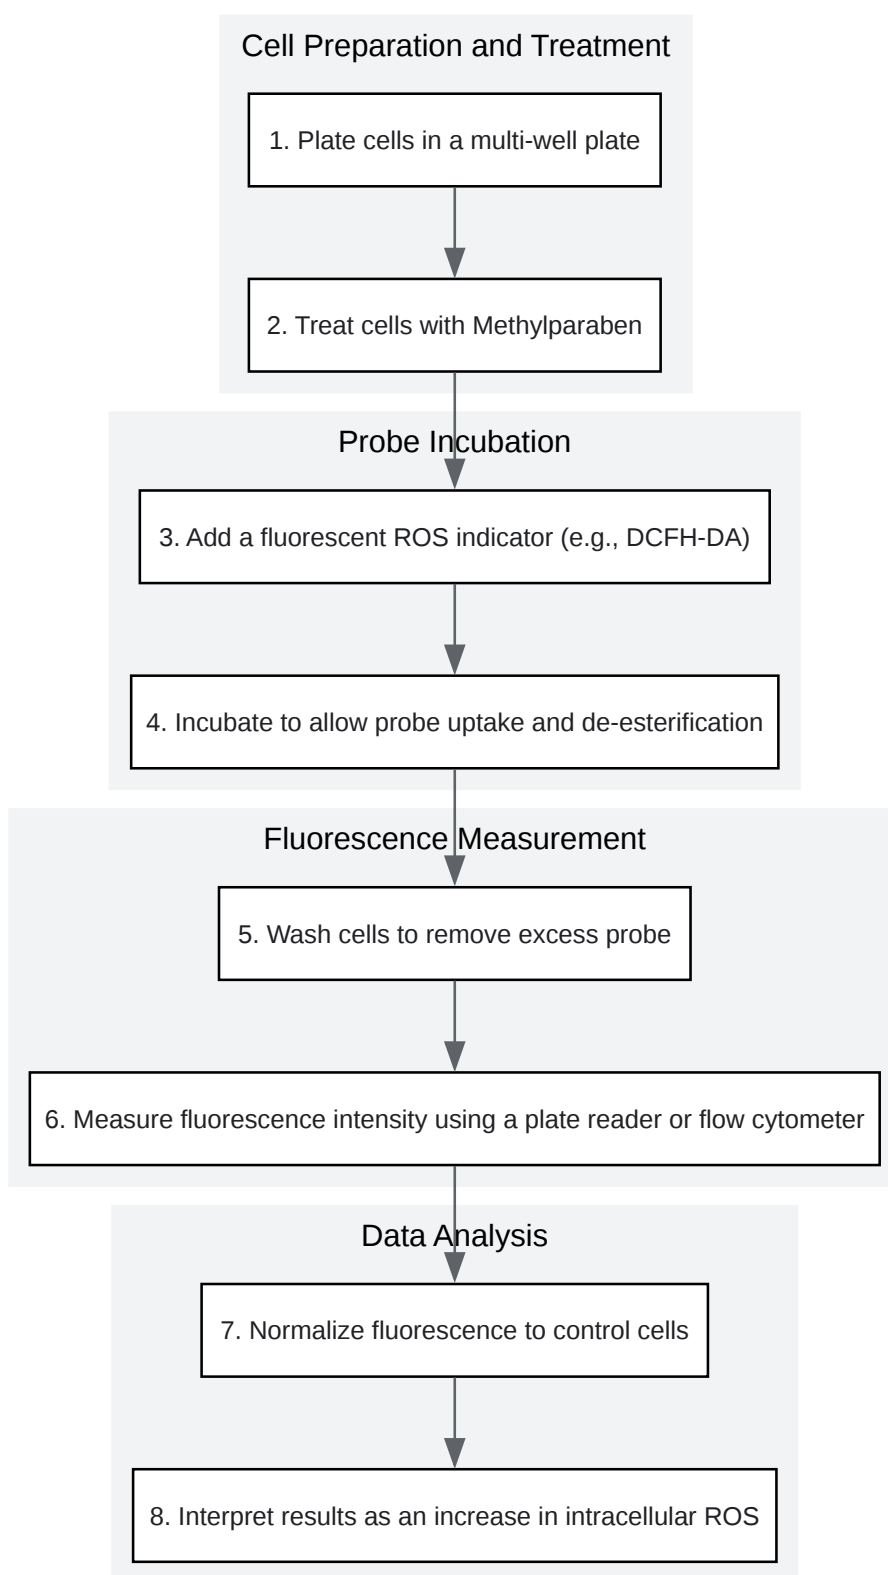 Cell Preparation and Treatment
1. Plate cells in a multi-well plate
2. Treat cells with Methylparaben
Probe Incubation
3. Add a fluorescent ROS indicator (e.g., DCFH-DA)
4. Incubate to allow probe uptake and de-esterification
Fluorescence Measurement
5. Wash cells to remove excess probe
6. Measure fluorescence intensity using a plate reader or flow cytometer
Data Analysis
7. Normalize fluorescence to control cells
8. Interpret results as an increase in intracellular ROS